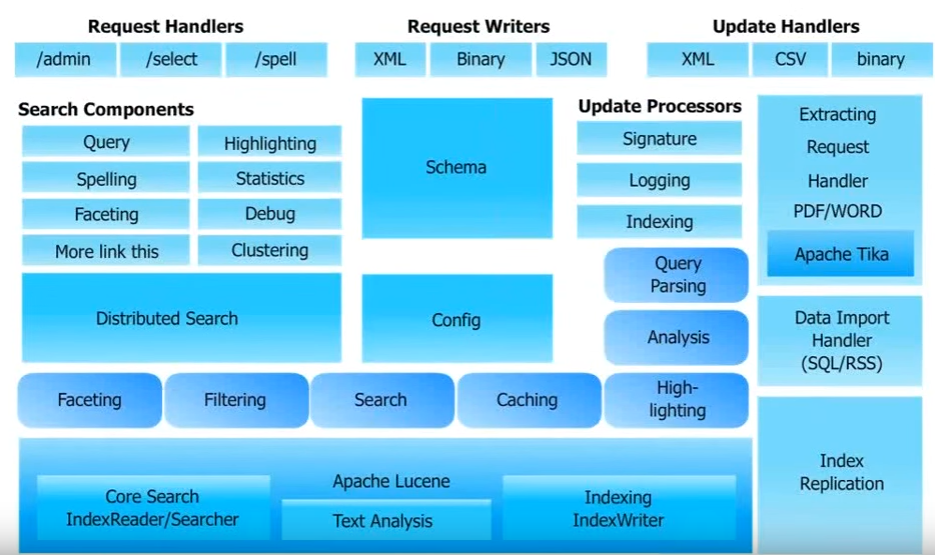 Request Handlers
/admin
/select
/spell
Request Writers
XML
Binary
JSON
Update Handlers
XML
CSV
binary
Search Components
Query
Highlighting
Spelling
Statistics
Faceting
Debug
More link this
Clustering
Distributed Search
Schema
Config
Update Processors
Signature
Logging
Indexing
Query
Parsing
Analysis
High-
lighting
Extracting
Request
Handler
PDF/WORD
Apache Tika
Data Import
Handler
(SQL/RSS)
Index
Replication
Faceting
Filtering
Search
Caching
Apache Lucene
Core Search
IndexReader/Searcher
Text Analysis
Indexing
IndexWriter